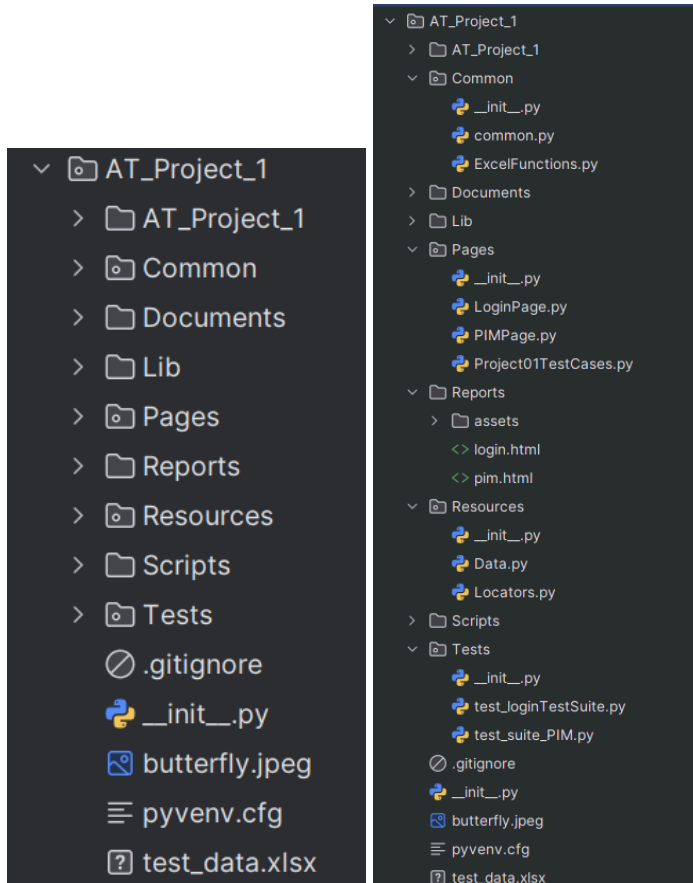 AT_Project_1
AT_Project_1
Common
Documents
Lib
Pages
Reports
Resources
Scripts
Tests
.gitignore
__init__.py
butterfly.jpeg
pyvenv.cfg
test_data.xlsx
AT_Project_1
AT_Project_1
Common
__init__.py
common.py
ExcelFunctions.py
Documents
Lib
Pages
__init__.py
LoginPage.py
PIMPage.py
Project01TestCases.py
Reports
assets
login.html
pim.html
Resources
__init__.py
Data.py
Locators.py
Scripts
Tests
__init__.py
test_loginTestSuite.py
test_suite_PIM.py
.gitignore
__init__.py
butterfly.jpeg
pyvenv.cfg
test_data.xlsx